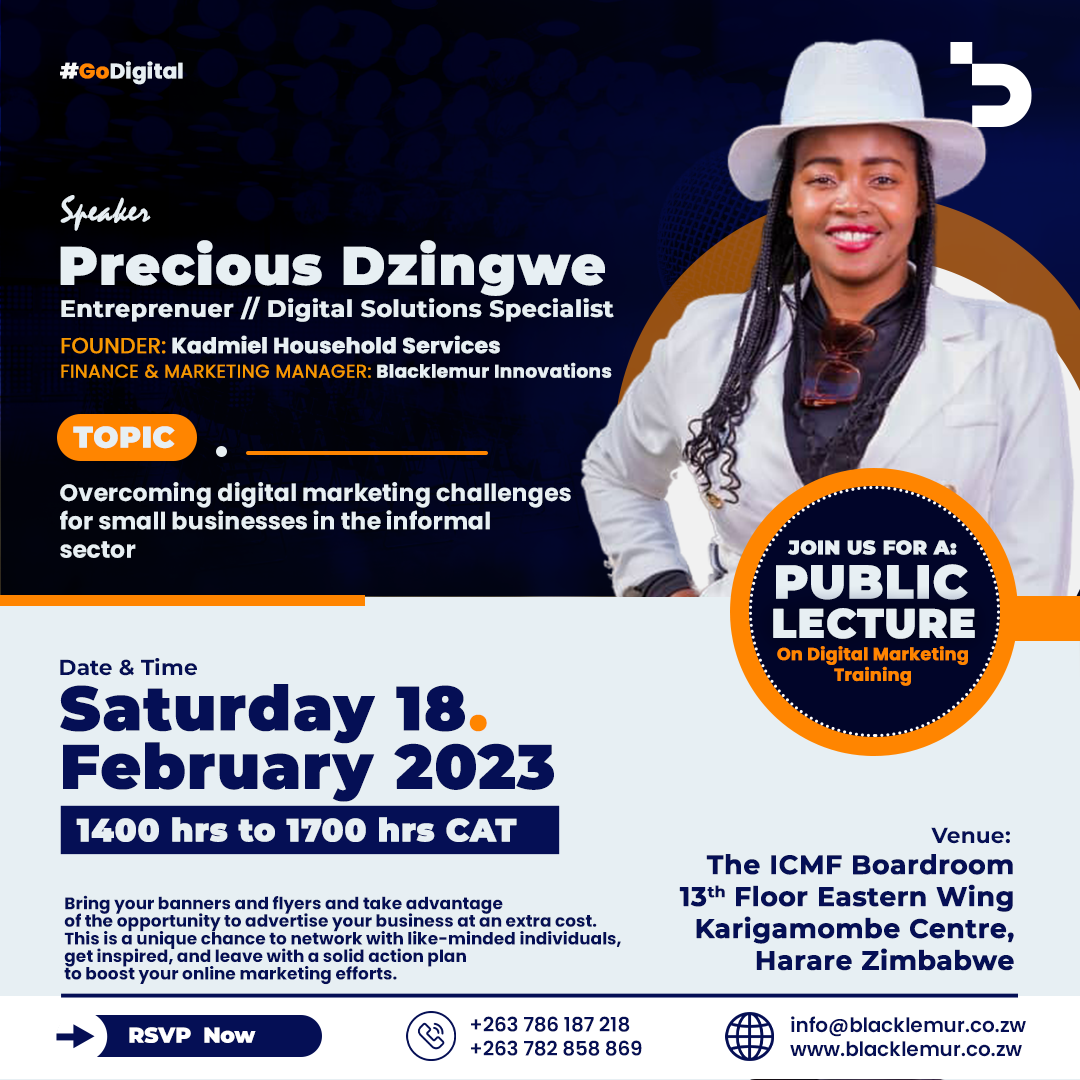 #GoDigital
Speaker
Precious Dzingwe
Entreprenuer // Digital Solutions Specialist
FOUNDER: Kadmiel Household Services
FINANCE & MARKETING MANAGER: Blacklemur Innovations
TOPIC
Overcoming digital marketing challenges
for small businesses in the informal
sector
JOIN US FOR A:
PUBLIC
LECTURE
On Digital Marketing
Training
Date & Time
Saturday 18.
February 2023
1400 hrs to 1700 hrs CAT
Bring your banners and flyers and take advantage
of the opportunity to advertise your business at an extra cost.
This is a unique chance to network with like-minded individuals,
get inspired, and leave with a solid action plan
to boost your online marketing efforts.
Venue:
The ICMF Boardroom
13th Floor Eastern Wing
Karigamombe Centre,
Harare Zimbabwe
RSVP Now
+263 786 187 218
+263 782 858 869
info@blacklemur.co.zw
www.blacklemur.co.zw